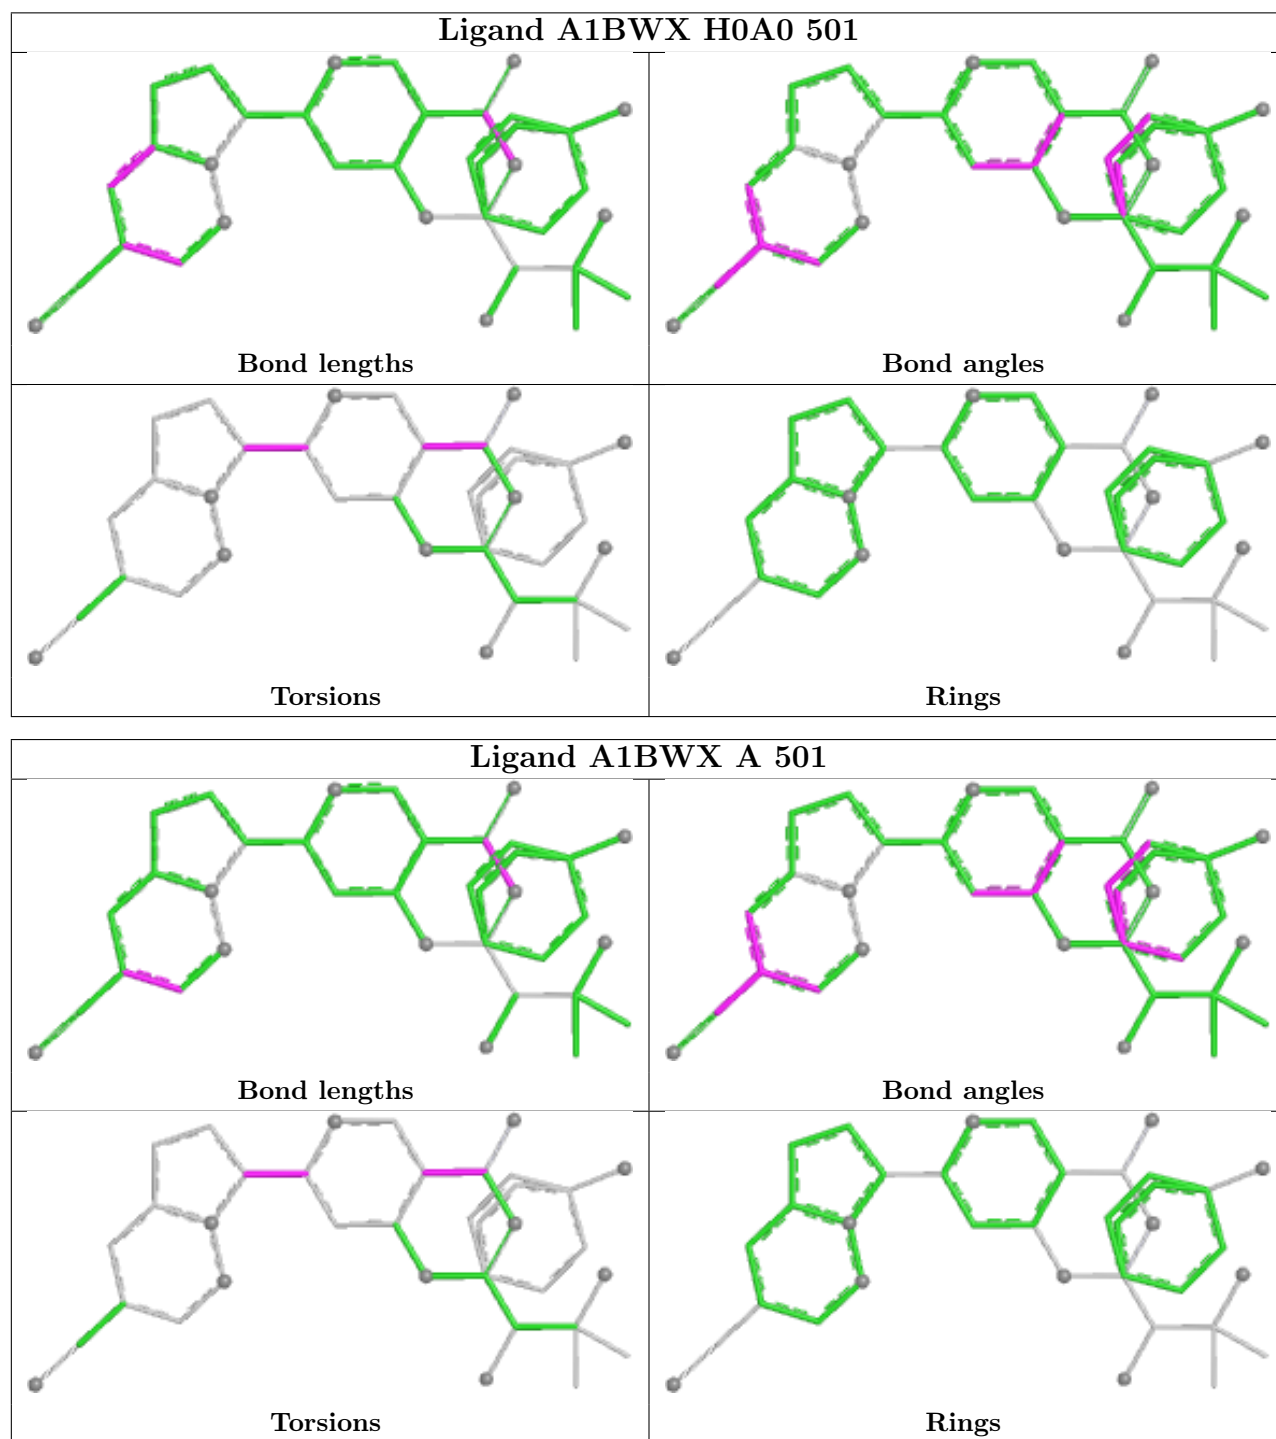 Ligand A1BWX H0A0 501
Bond lengths
Bond angles
Torsions
Rings
Ligand A1BWX A 501
Bond lengths
Bond angles
Torsions
Rings